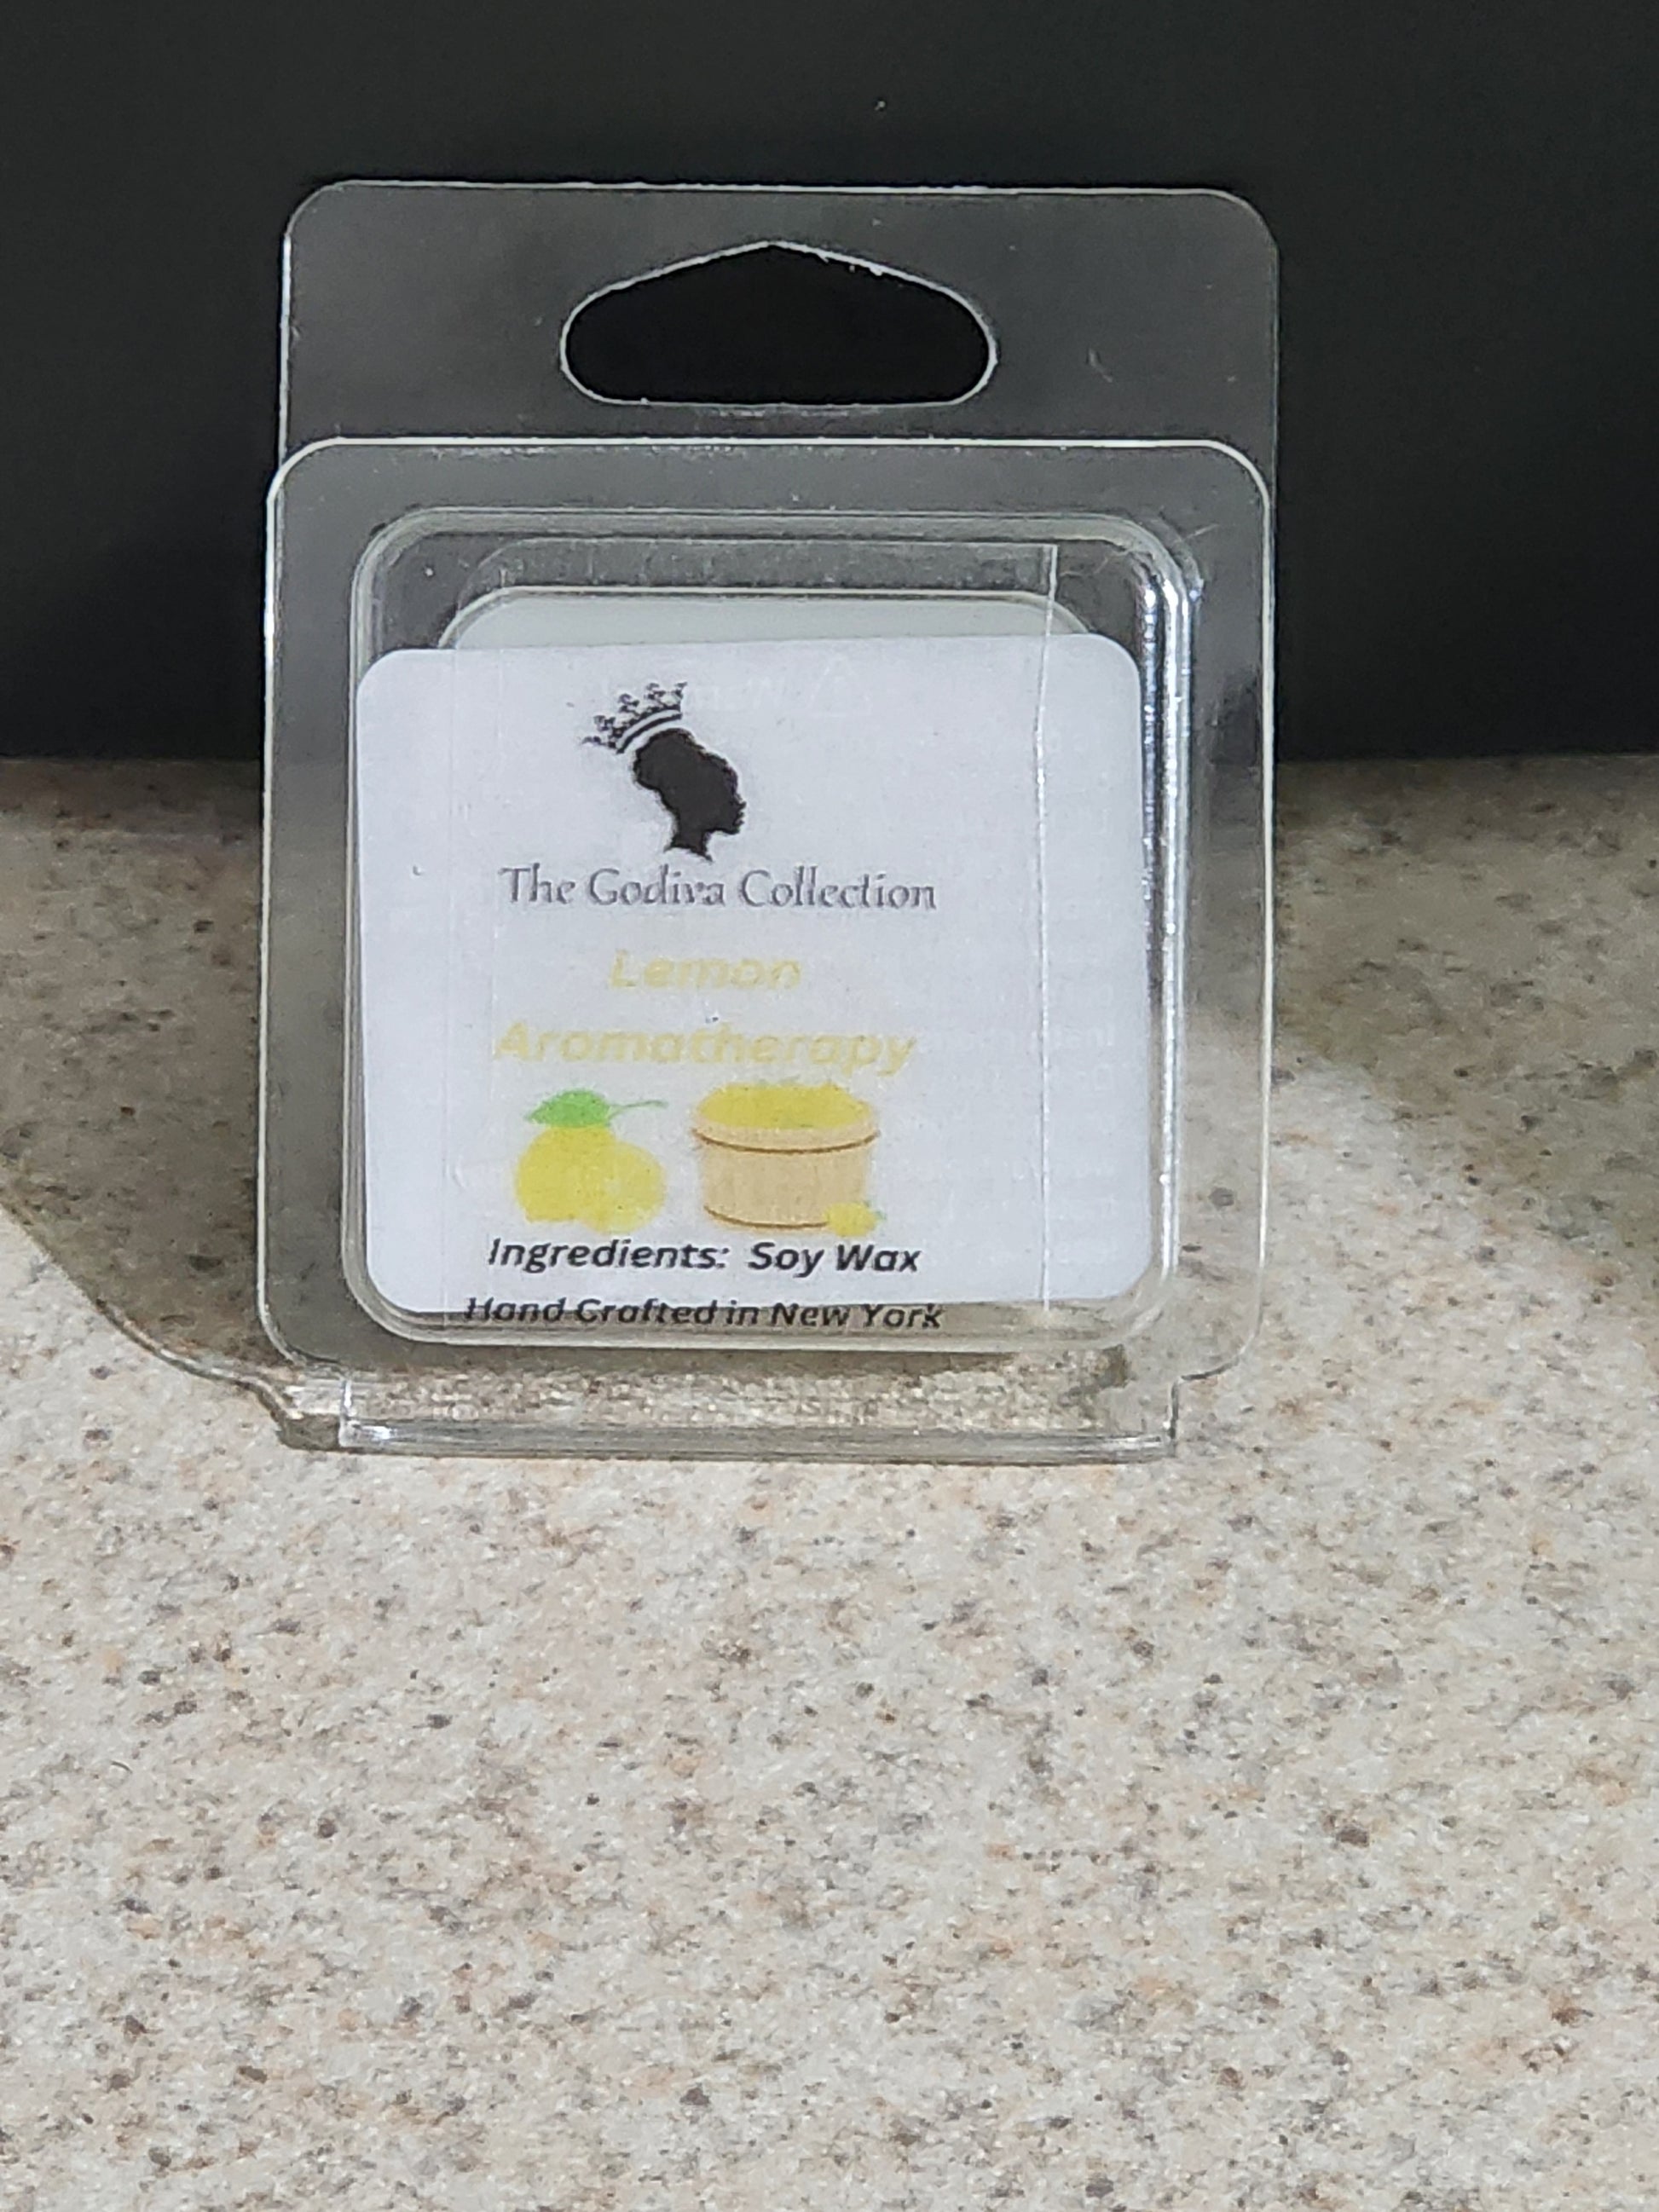 The Godiva Collection
Lemon
Aromatherapy
Ingredients: Soy Wax
Hand Crafted in New York